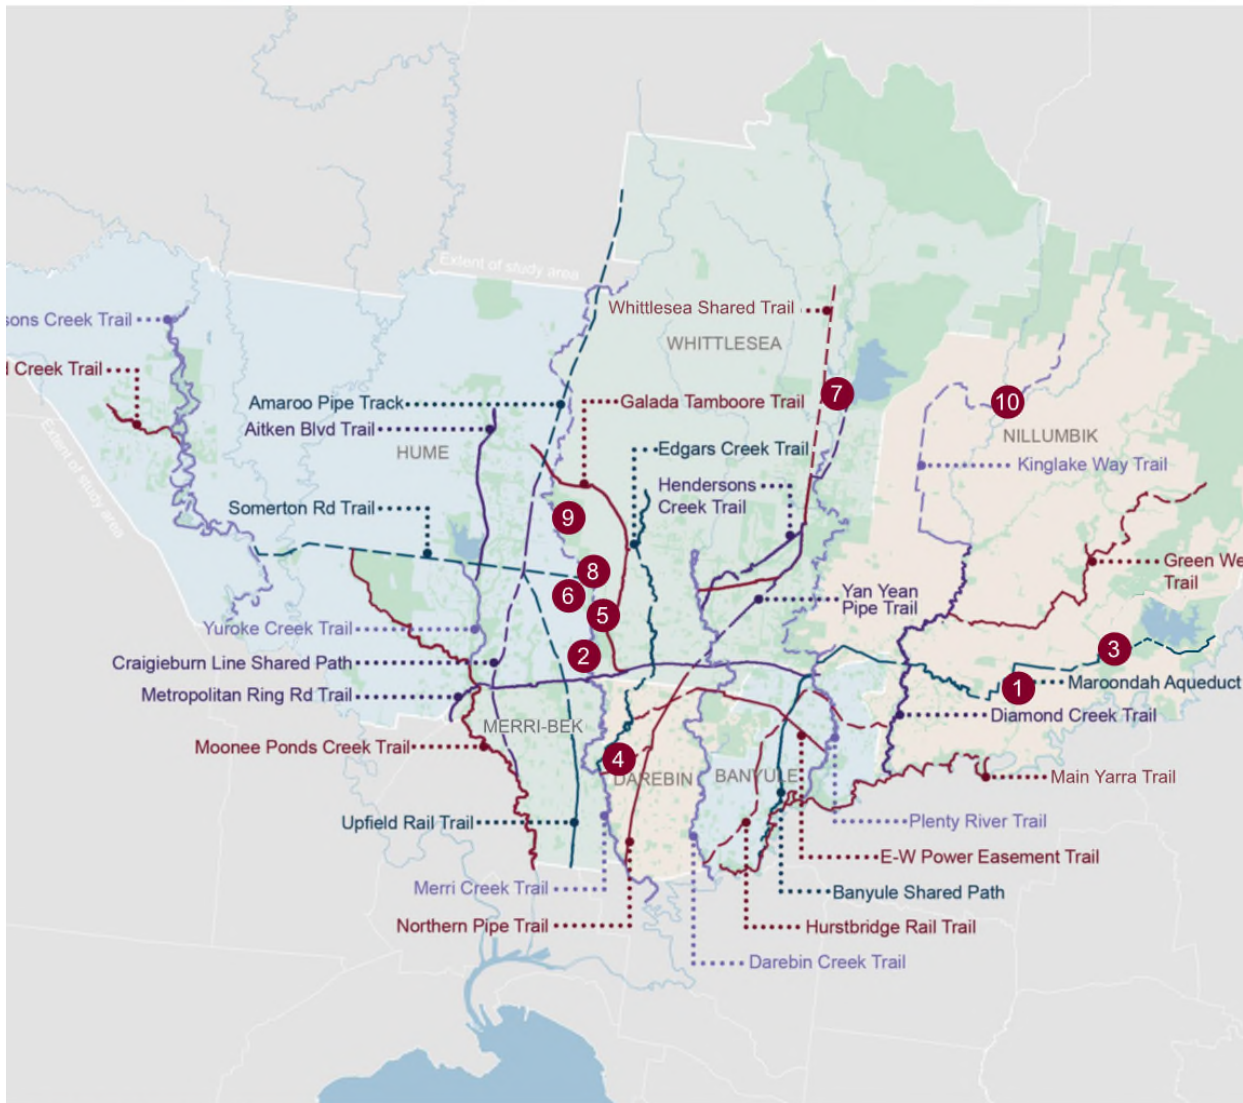 Extent of study area
Whittlesea Shared Trail
sons Creek Trail
WHITTLESEA
d Creek Trail
7
Amaroo Pipe Track
Galada Tamboore Trail
10
Aitken Blvd Trail
NILLUMBIK
HUME
Edgars Creek Trail
Kinglake Way Trail
Extent of study area
Hendersons
Creek Trail
Somerton Rd Trail
9
8
Green We
Trail
6
Yan Yean
Pipe Trail
5
Yuroke Creek Trail
3
Craigieburn Line Shared Path
2
Maroondah Aqueduct
1
Metropolitan Ring Rd Trail
Diamond Creek Trail
MERRI-BEK
Moonee Ponds Creek Trail
4
DAREBIN
BANYULE
Main Yarra Trail
Upfield Rail Trail
Plenty River Trail
E-W Power Easement Trail
Merri Creek Trail
Banyule Shared Path
Northern Pipe Trail
Hurstbridge Rail Trail
Darebin Creek Trail